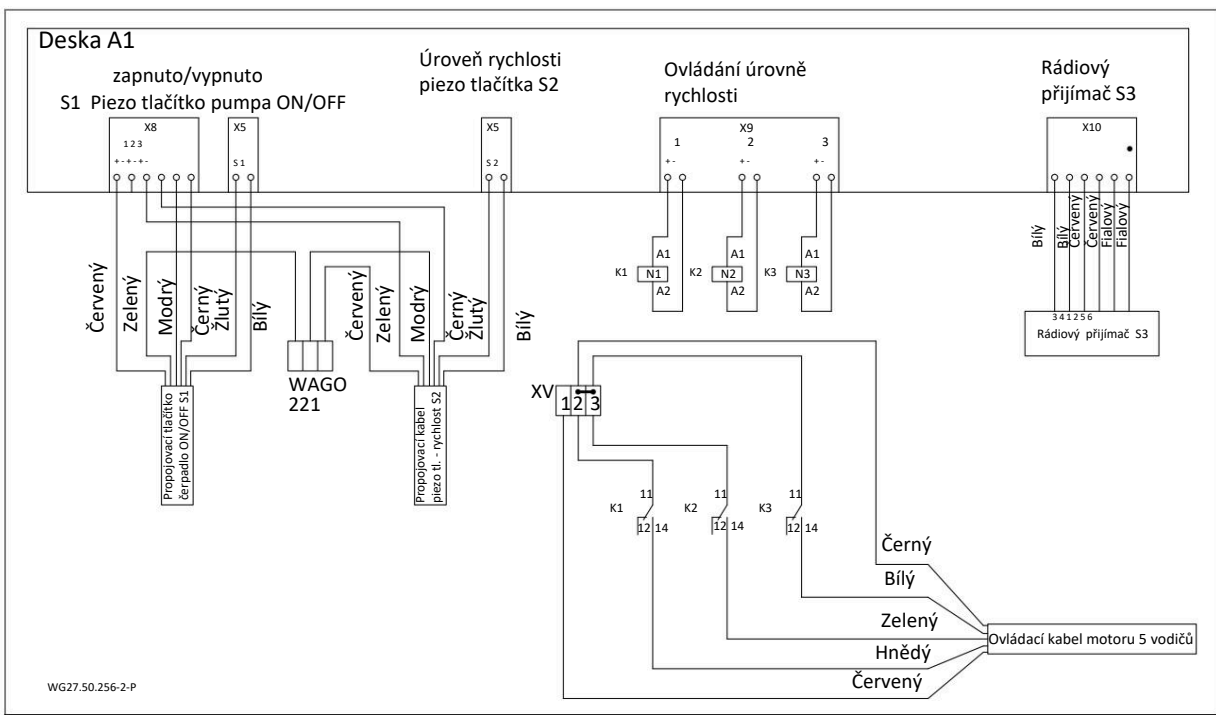 Deska A1
zapnuto/vypnuto
S1 Piezo tlačítko pumpa ON/OFF
Úroveň rychlosti
piezo tlačítka S2
Ovládání úrovně
rychlosti
Rádiový
přijímač S3
X8
1 2 3
+ - + - + -
X5
S 1
X5
S 2
X9
1 2 3
+ - + - + -
X10
Červený
Zelený
Modrý
Černý
Žlutý
Bílý
Červený
Zelený
Modrý
Černý
Žlutý
Bílý
Bílý
Bílý
Červený
Červený
Fialový
Fialový
A1 A1 A1
K1 N1 K2 N2 K3 N3
A2 A2 A2
3 4 1 2 5 6
Rádiový přijímač S3
WAGO
221
Propojovací tlačítko
čerpadlo ON/OFF S1
Propojovací kabel
piezo tl. - rychlost S2
XV 1 2 3
11 11 11
K1 K2 K3
12 14 12 14 12 14
Černý
Bílý
Zelený
Hnědý
Červený
Ovládací kabel motoru 5 vodičů
WG27.50.256-2-P